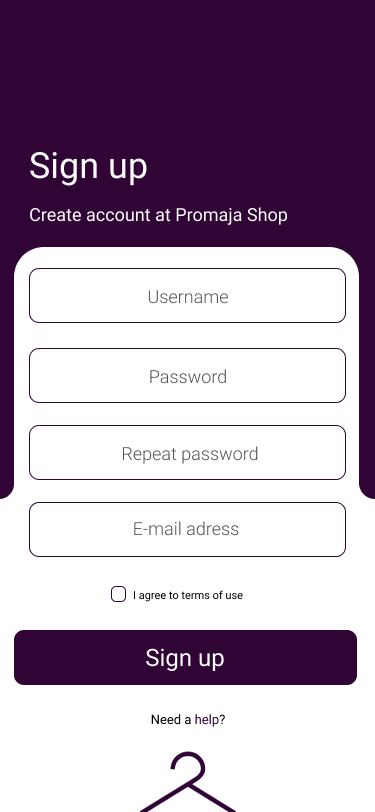 Sign up
Create account at Promaja Shop
Username
Password
Repeat password
E-mail adress
I agree to terms of use
Sign up
Need a help?